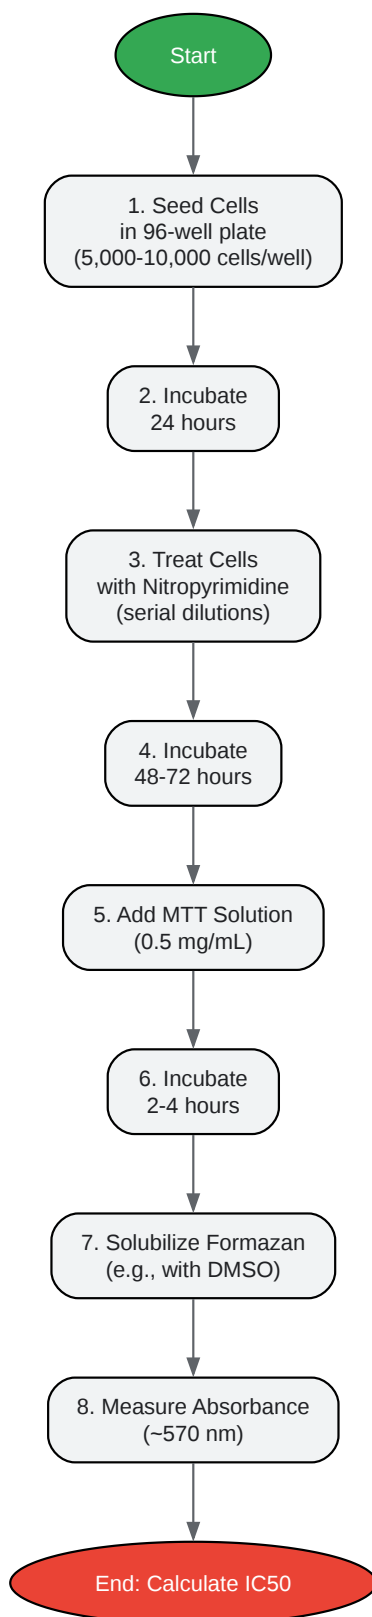 Start
1. Seed Cells
in 96-well plate
(5,000-10,000 cells/well)
2. Incubate
24 hours
3. Treat Cells
with Nitropyrimidine
(serial dilutions)
4. Incubate
48-72 hours
5. Add MTT Solution
(0.5 mg/mL)
6. Incubate
2-4 hours
7. Solubilize Formazan
(e.g., with DMSO)
8. Measure Absorbance
(~570 nm)
End: Calculate IC50